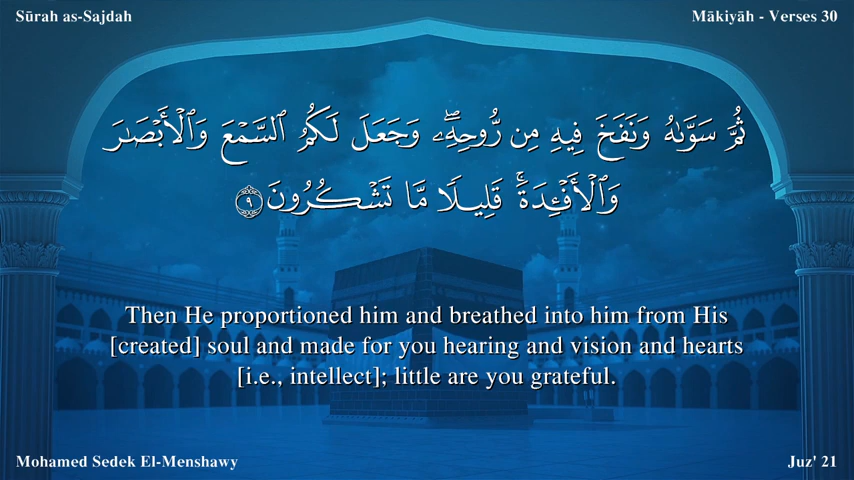 Sūrah as-Sajdah
Mākiyāh - Verses 30
ثُمَّ سَوَّىٰهُ وَنَفَخَ فِيهِ مِن رُّوحِهِۦۖ وَجَعَلَ لَكُمُ ٱلسَّمْعَ وَٱلْأَبْصَٰرَ
وَٱلْأَفْـِٔدَةَۚ قَلِيلًا مَّا تَشْكُرُونَ ٩
Then He proportioned him and breathed into him from His
[created] soul and made for you hearing and vision and hearts
[i.e., intellect]; little are you grateful.
Mohamed Sedek El-Menshawy
Juz' 21